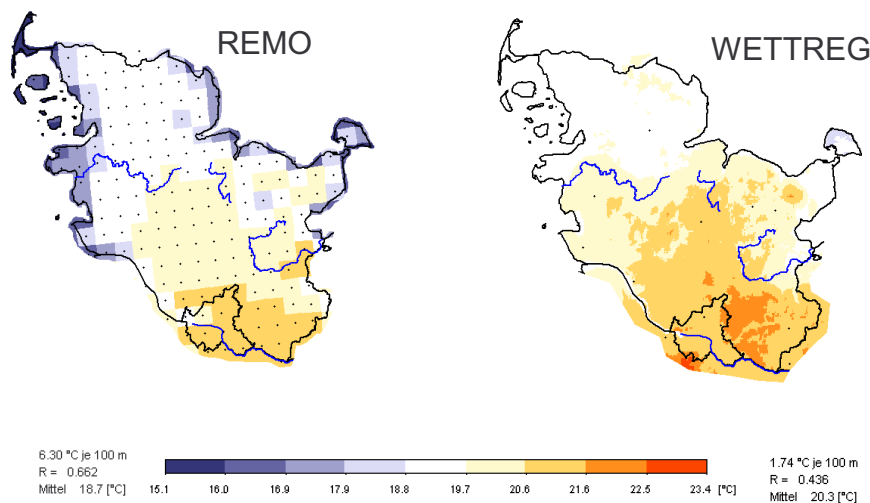 REMO
WETTREG
6.30 °C je 100 m
R = 0.662
Mittel 18.7 [°C]
15.1 16.0 16.9 17.9 18.8 19.7 20.6 21.6 22.5 23.4 [°C]
1.74 °C je 100 m
R = 0.436
Mittel 20.3 [°C]